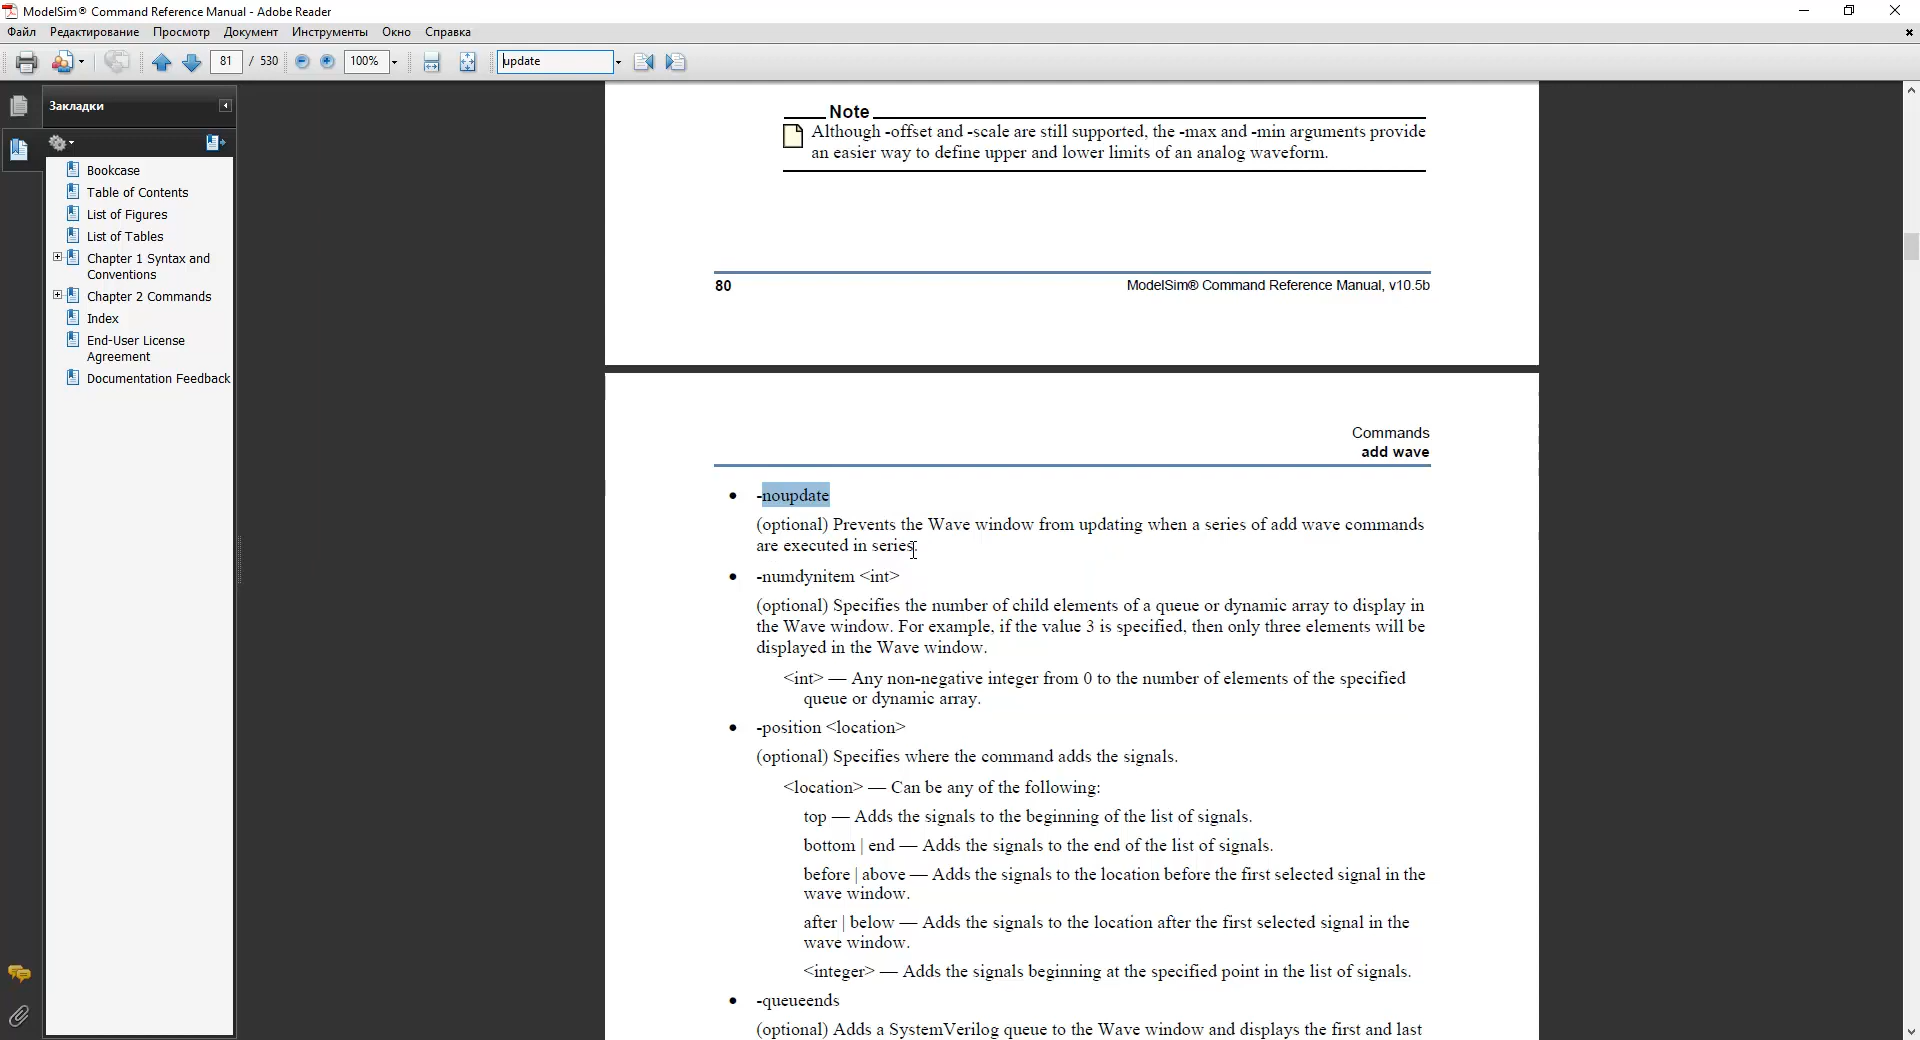 ModelSim® Command Reference Manual - Adobe Reader
Файл Редактирование Просмотр Документ Инструменты Окно Справка
81 / 530 100% update
Закладки
Bookcase
Table of Contents
List of Figures
List of Tables
Chapter 1 Syntax and
Conventions
Chapter 2 Commands
Index
End-User License
Agreement
Documentation Feedback
Note
Although -offset and -scale are still supported, the -max and -min arguments provide
an easier way to define upper and lower limits of an analog waveform.
80 ModelSim® Command Reference Manual, v10.5b
Commands
add wave
• -noupdate
(optional) Prevents the Wave window from updating when a series of add wave commands
are executed in series.
• -numdynitem <int>
(optional) Specifies the number of child elements of a queue or dynamic array to display in
the Wave window. For example, if the value 3 is specified, then only three elements will be
displayed in the Wave window.
<int> — Any non-negative integer from 0 to the number of elements of the specified
queue or dynamic array.
• -position <location>
(optional) Specifies where the command adds the signals.
<location> — Can be any of the following:
top — Adds the signals to the beginning of the list of signals.
bottom | end — Adds the signals to the end of the list of signals.
before | above — Adds the signals to the location before the first selected signal in the
wave window.
after | below — Adds the signals to the location after the first selected signal in the
wave window.
<integer> — Adds the signals beginning at the specified point in the list of signals.
• -queueends
(optional) Adds a SystemVerilog queue to the Wave window and displays the first and last